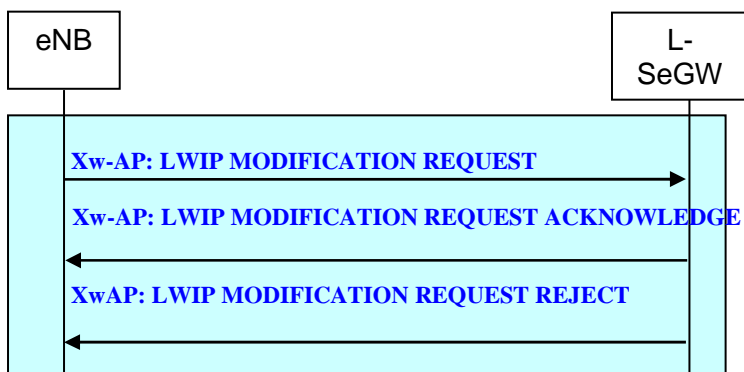 eNB
L-
SeGW
Xw-AP: LWIP MODIFICATION REQUEST
Xw-AP: LWIP MODIFICATION REQUEST ACKNOWLEDGE
XwAP: LWIP MODIFICATION REQUEST REJECT